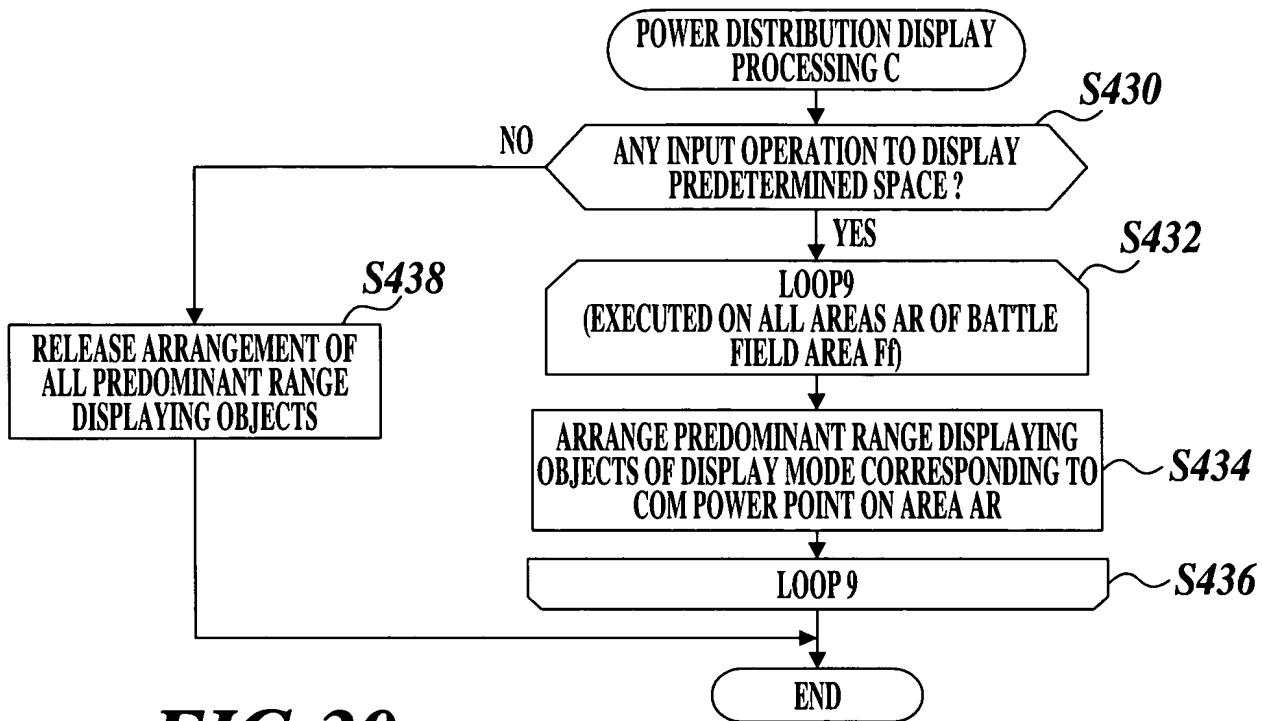 POWER DISTRIBUTION DISPLAY
PROCESSING C
S430
NO
ANY INPUT OPERATION TO DISPLAY
PREDETERMINED SPACE ?
YES
S432
LOOP9
(EXECUTED ON ALL AREAS AR OF BATTLE
FIELD AREA Ff)
S438
RELEASE ARRANGEMENT OF
ALL PREDOMINANT RANGE
DISPLAYING OBJECTS
ARRANGE PREDOMINANT RANGE DISPLAYING
OBJECTS OF DISPLAY MODE CORRESPONDING TO
COM POWER POINT ON AREA AR
S434
LOOP 9
S436
END